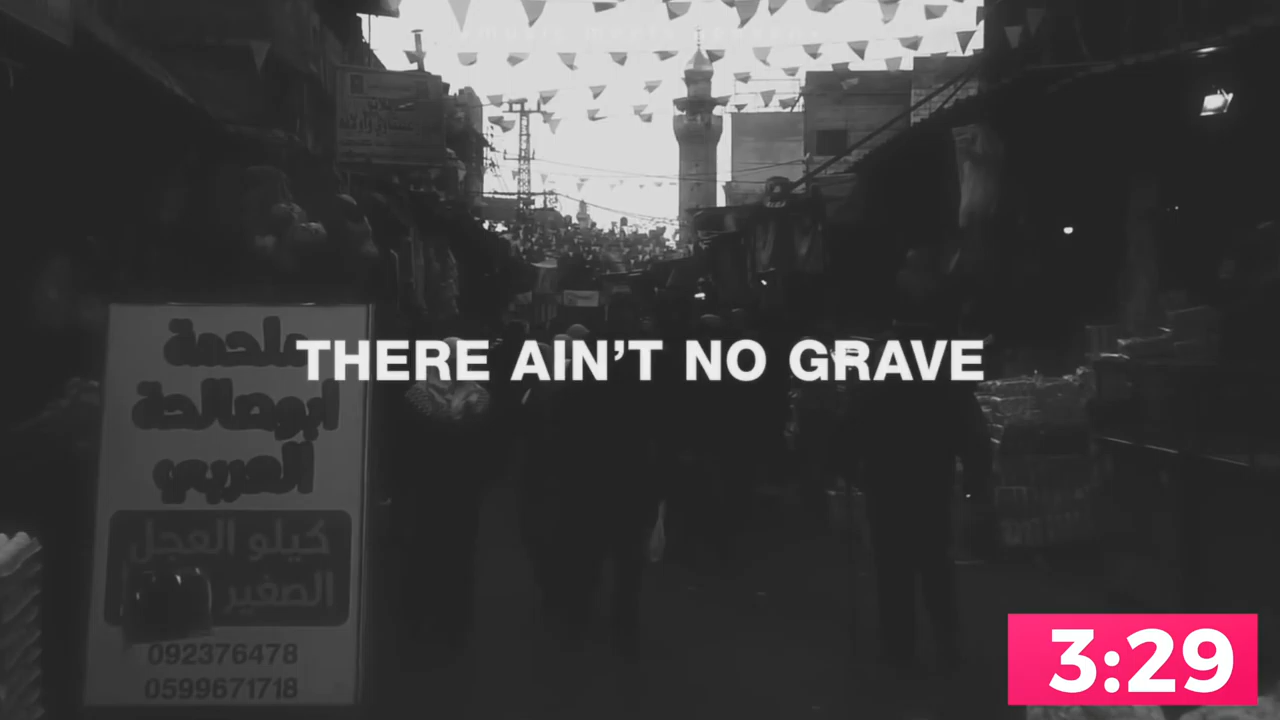 THERE AIN'T NO GRAVE
ملحمة
ابوصالحة
العربي
كيلو العجل
الصغير
092376478
0599671718
3:29